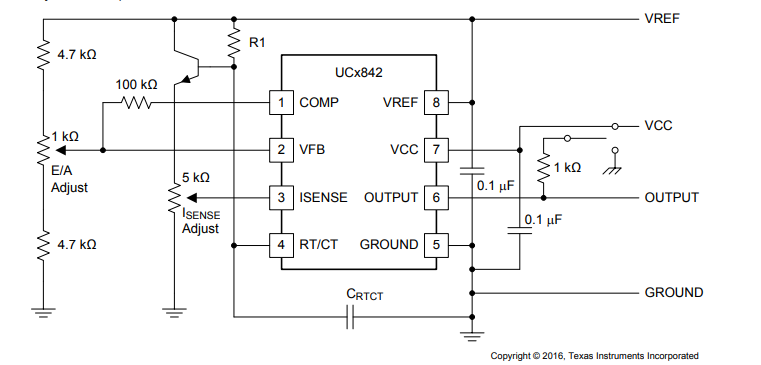 VREF
4.7 kΩ
R1
UCx842
100 kΩ
1 COMP
VREF 8
1 kΩ
E/A
Adjust
2 VFB
VCC 7
VCC
5 kΩ
1 kΩ
0.1 µF
3 ISENSE
OUTPUT 6
OUTPUT
ISENSE
Adjust
0.1 µF
4.7 kΩ
4 RT/CT
GROUND 5
CRTCT
GROUND
Copyright © 2016, Texas Instruments Incorporated